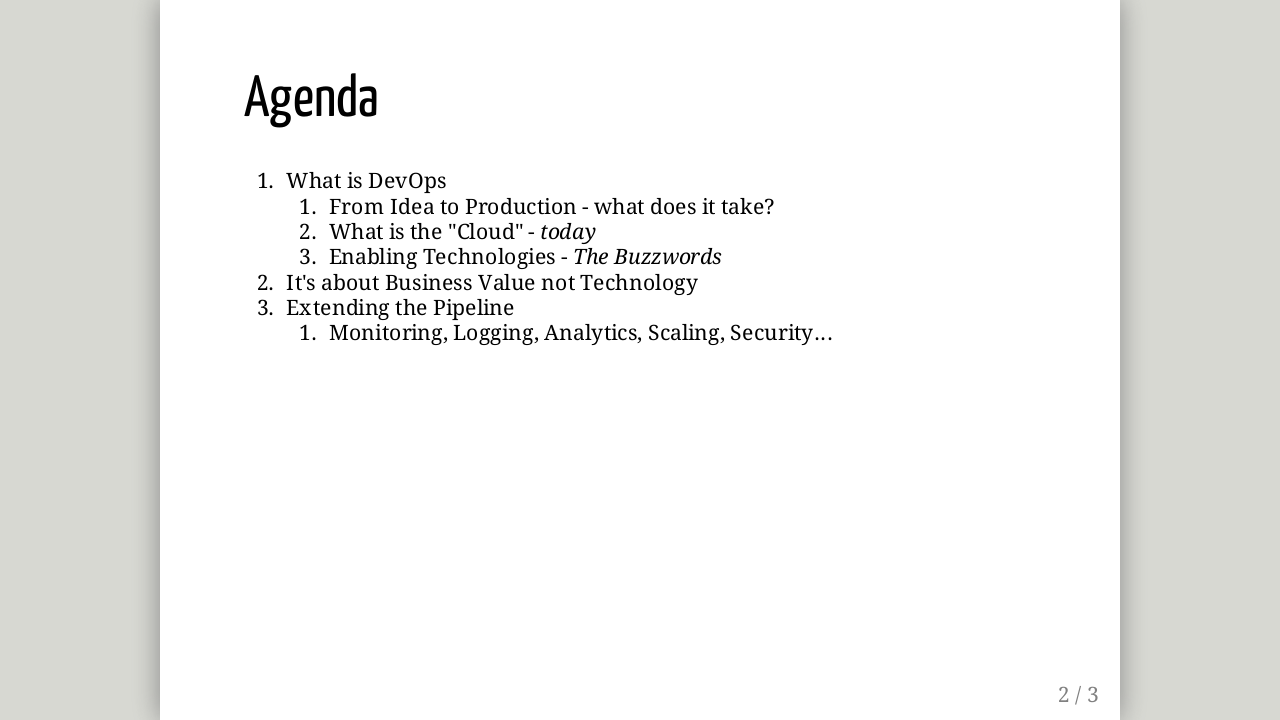 Agenda
1. What is DevOps
1. From Idea to Production - what does it take?
2. What is the "Cloud" - today
3. Enabling Technologies - The Buzzwords
2. It's about Business Value not Technology
3. Extending the Pipeline
1. Monitoring, Logging, Analytics, Scaling, Security...
2 / 3